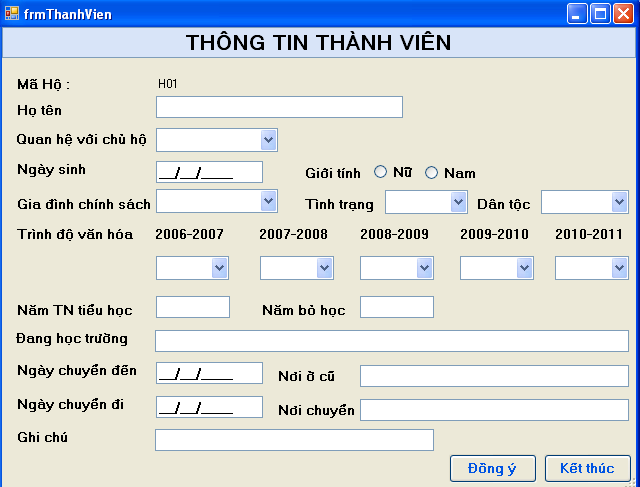 frmThanhVien
THÔNG TIN THÀNH VIÊN
Mã Hộ : H01
Họ tên
Quan hệ với chủ hộ
Ngày sinh __/__/____ Giới tính Nữ Nam
Gia đình chính sách Tình trạng Dân tộc
Trình độ văn hóa 2006-2007 2007-2008 2008-2009 2009-2010 2010-2011
Năm TN tiểu học Năm bỏ học
Đang học trường
Ngày chuyển đến __/__/____ Nơi ở cũ
Ngày chuyển đi __/__/____ Nơi chuyển
Ghi chú
Đồng ý Kết thúc